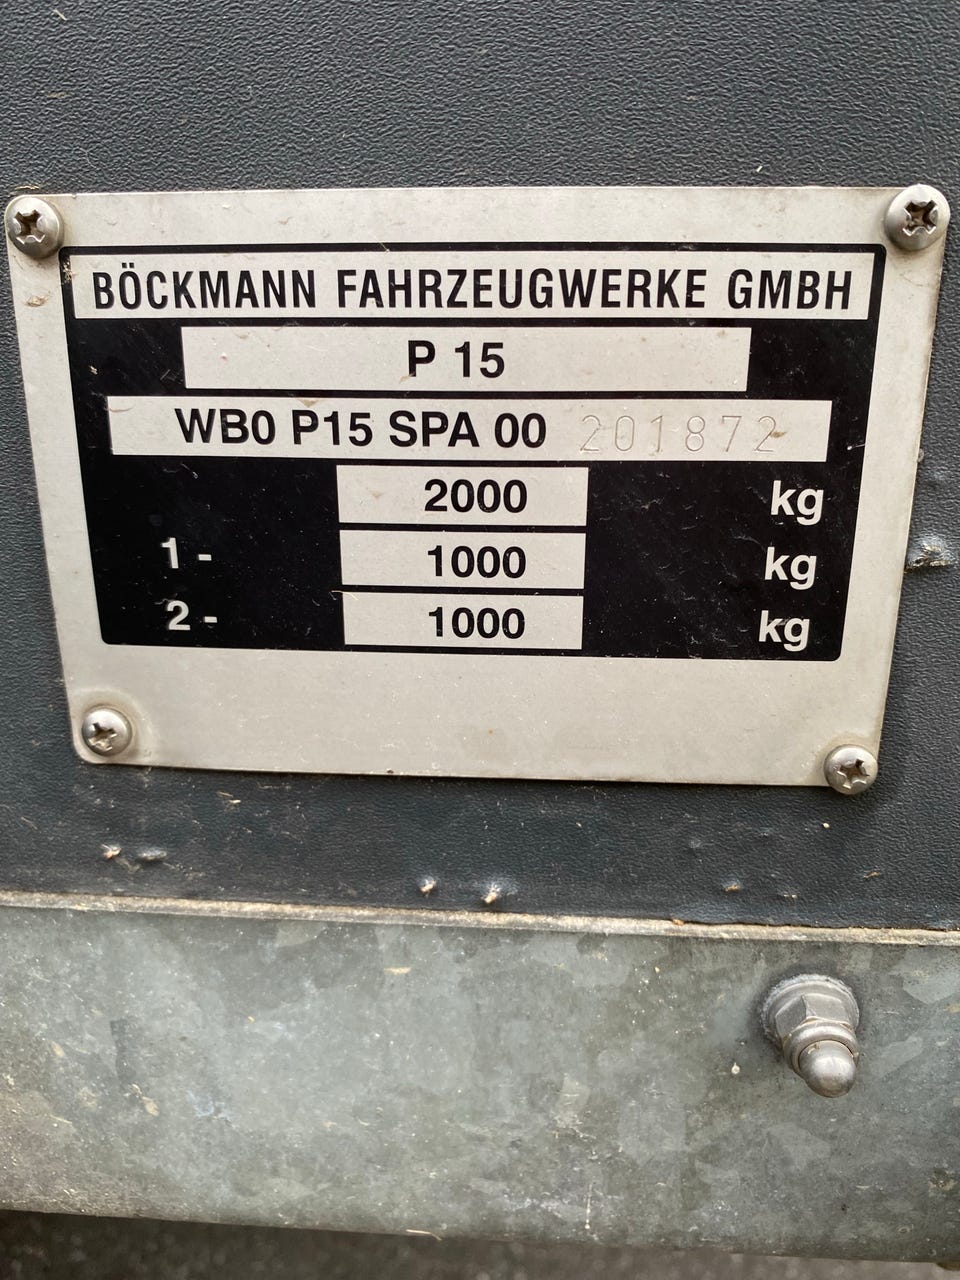 BÖCKMANN FAHRZEUGWERKE GMBH
P 15
WB0 P15 SPA 00 201872
2000 kg
1 - 1000 kg
2 - 1000 kg